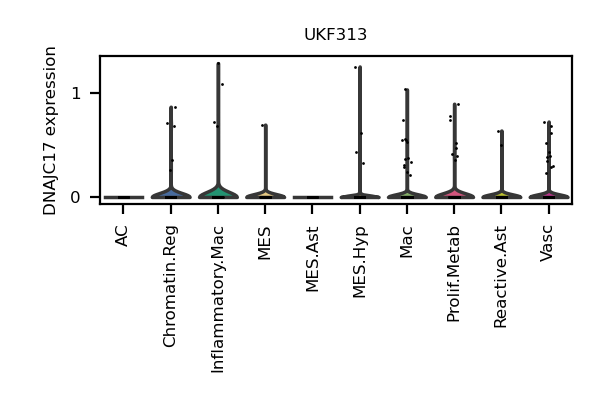 UKF313
DNAJC17 expression
1
0
AC
Chromatin.Reg
Inflammatory.Mac
MES
MES.Ast
MES.Hyp
Mac
Prolif.Metab
Reactive.Ast
Vasc